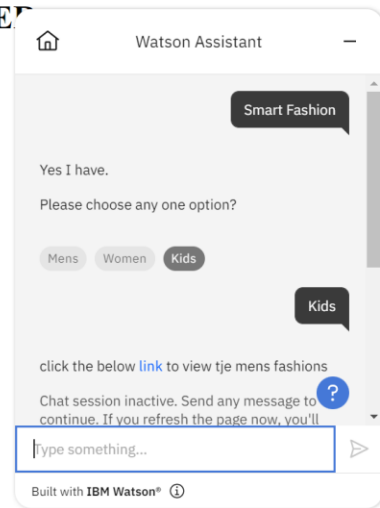 Watson Assistant
Smart Fashion
Yes I have.
Please choose any one option?
Mens Women Kids
Kids
click the below link to view tje mens fashions
Chat session inactive. Send any message to
continue. If you refresh the page now, you'll
?
Type something...
Built with IBM Watson®